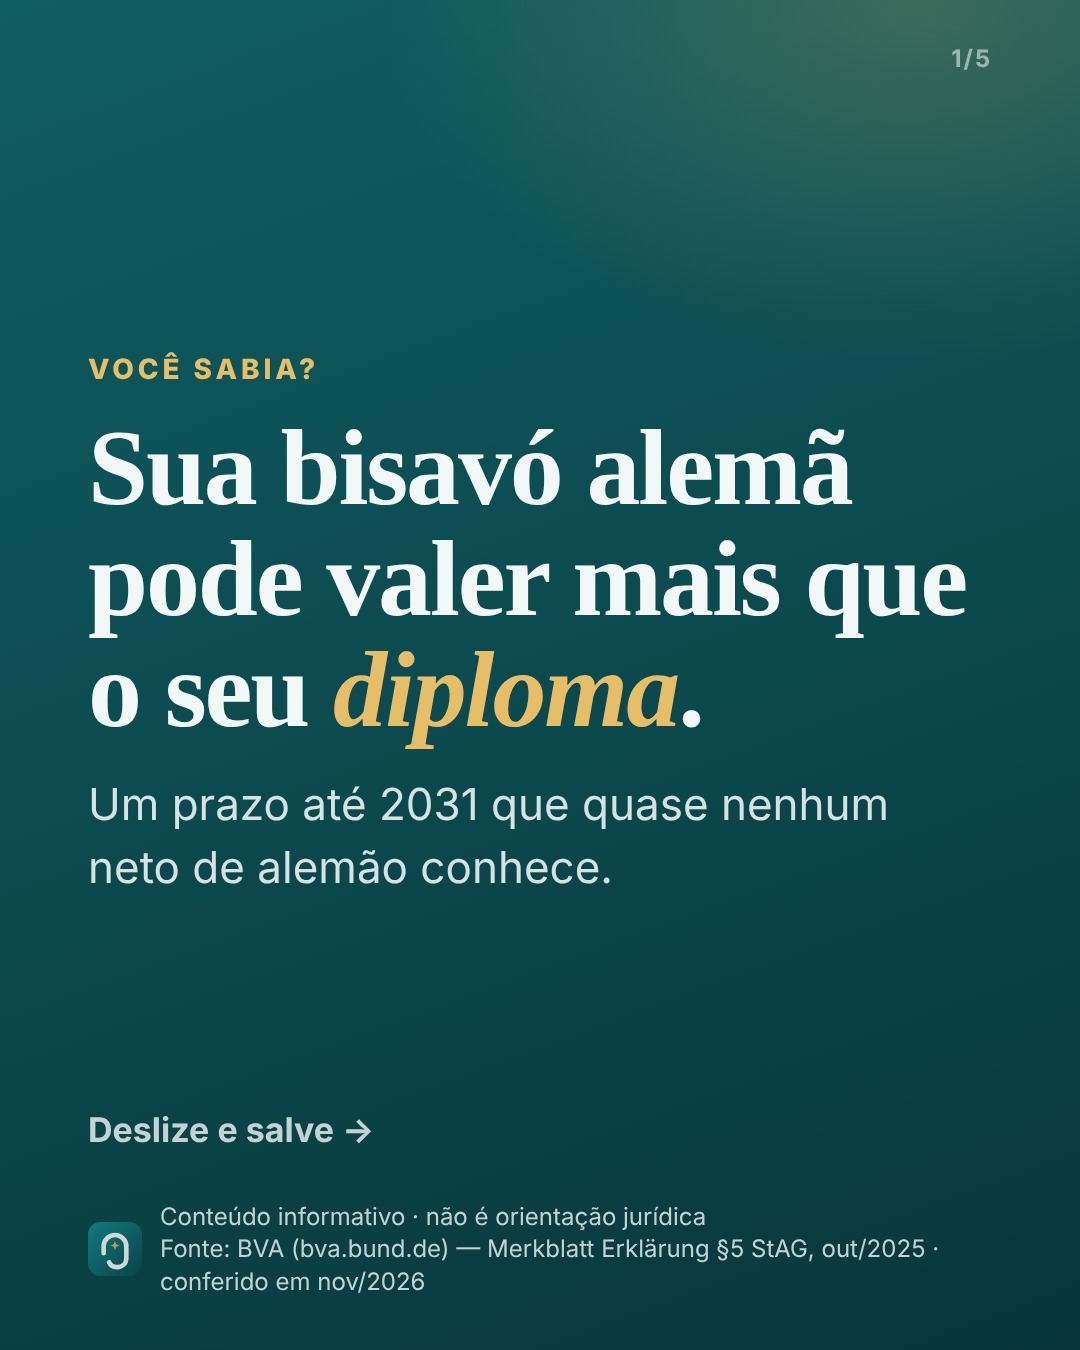 1/5
VOCÊ SABIA?
Sua bisavó alemã
pode valer mais que
o seu diploma.
Um prazo até 2031 que quase nenhum
neto de alemão conhece.
Deslize e salve →
Conteúdo informativo · não é orientação jurídica
Fonte: BVA (bva.bund.de) — Merkblatt Erklärung §5 StAG, out/2025 ·
conferido em nov/2026